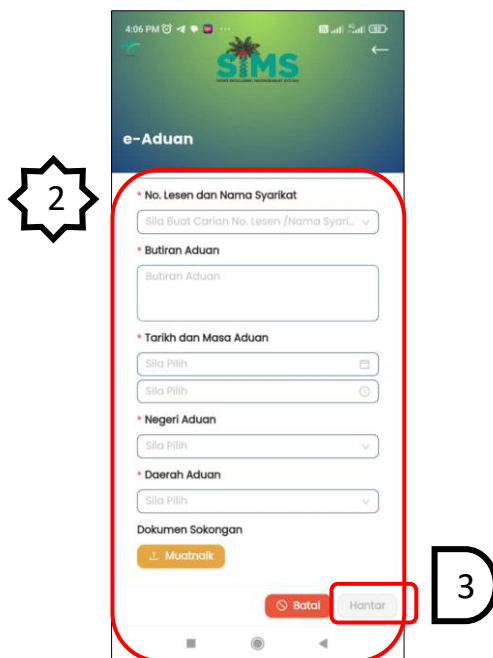 4:06 PM
SIMS
e-Aduan
2
* No. Lesen dan Nama Syarikat
Sila Buat Carian No. Lesen /Nama Syari...
* Butiran Aduan
Butiran Aduan
* Tarikh dan Masa Aduan
Sila Pilih
Sila Pilih
* Negeri Aduan
Sila Pilih
* Daerah Aduan
Sila Pilih
Dokumen Sokongan
Muatnaik
Batal
Hantar
3